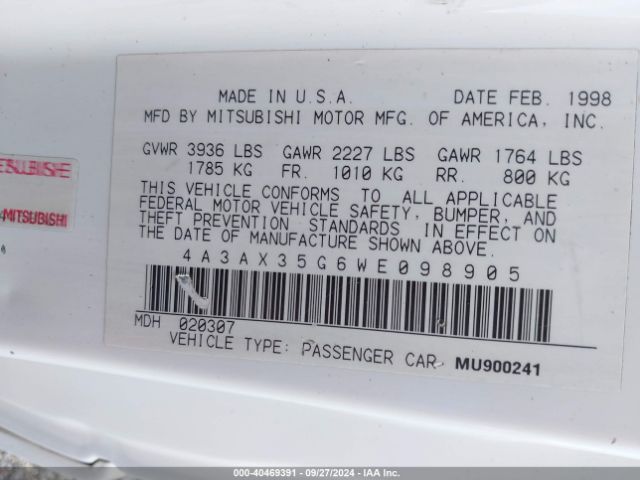 MADE IN U.S.A. DATE FEB. 1998
MFD BY MITSUBISHI MOTOR MFG. OF AMERICA, INC.
GVWR 3936 LBS GAWR 2227 LBS GAWR 1764 LBS
1785 KG FR. 1010 KG RR. 800 KG
THIS VEHICLE CONFORMS TO ALL APPLICABLE
FEDERAL MOTOR VEHICLE SAFETY, BUMPER, AND
THEFT PREVENTION STANDARDS IN EFFECT ON
THE DATE OF MANUFACTURE SHOWN ABOVE.
4A3AX35G6WE098905
MDH 020307
VEHICLE TYPE: PASSENGER CAR MU900241
MITSUBISHI
000-40469391 - 09/27/2024 - IAA Inc.